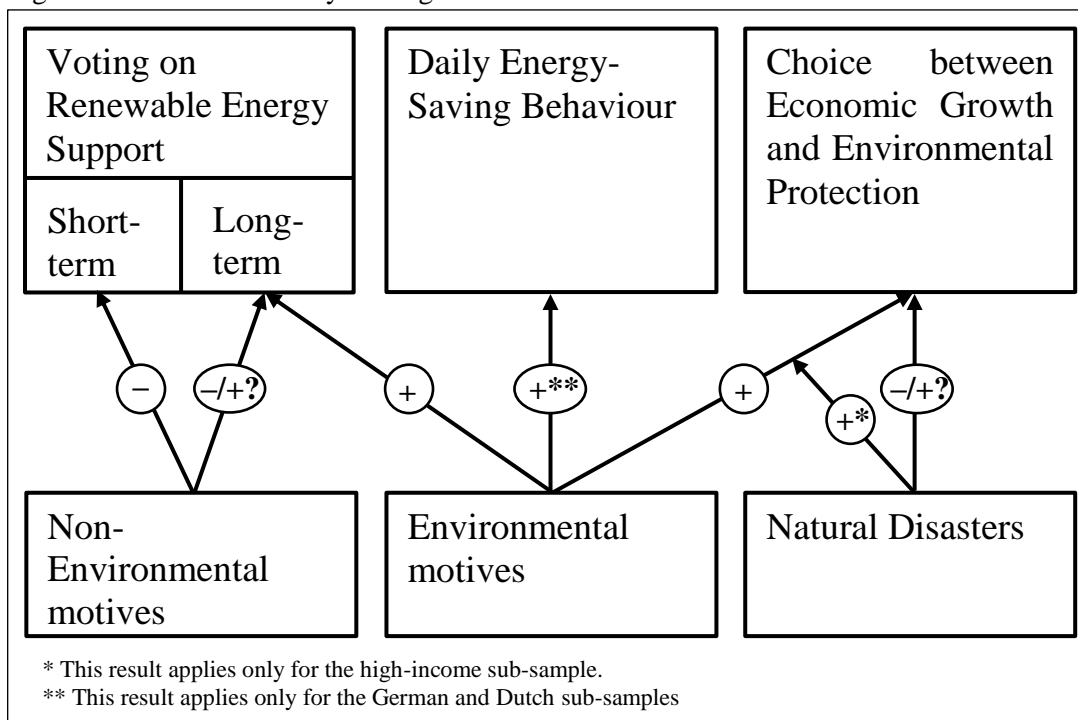 Voting on
Renewable Energy
Support
Short-
term
Long-
term
Daily Energy-
Saving Behaviour
Choice between
Economic Growth
and Environmental
Protection
−
−/+?
+
+**
+
+*
−/+?
Non-
Environmental
motives
Environmental
motives
Natural Disasters
* This result applies only for the high-income sub-sample.
** This result applies only for the German and Dutch sub-samples